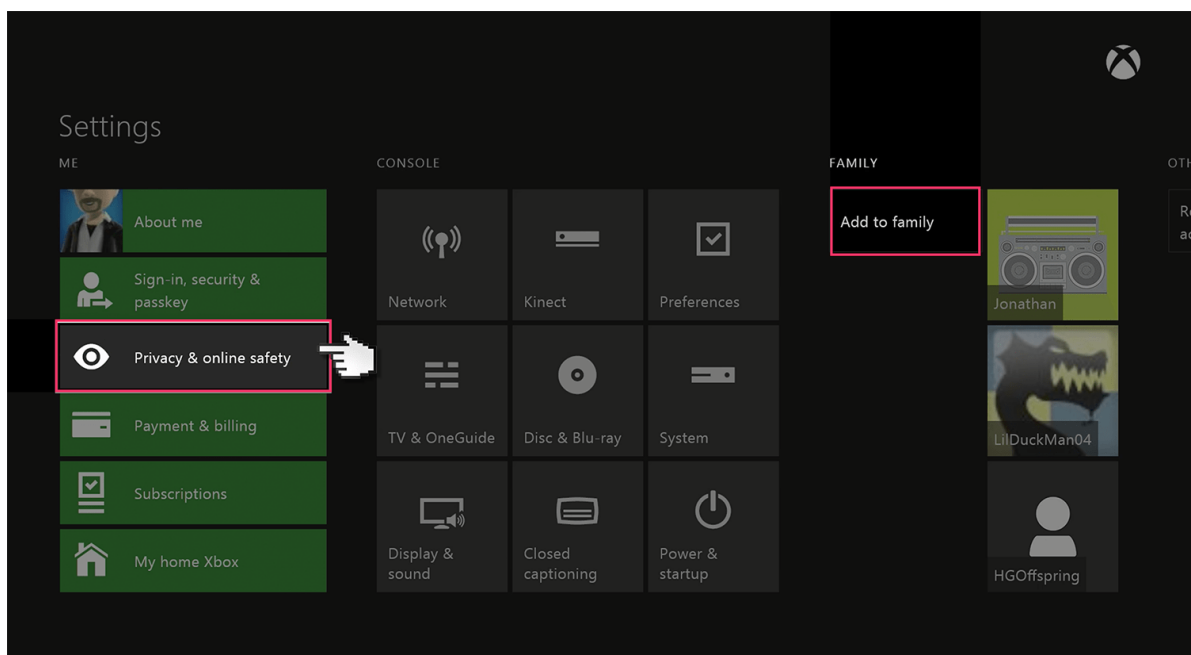 Settings
ME
About me
Sign-in, security &
passkey
Privacy & online safety
Payment & billing
Subscriptions
My home Xbox
CONSOLE
Network
Kinect
Preferences
TV & OneGuide
Disc & Blu-ray
System
Display &
sound
Closed
captioning
Power &
startup
FAMILY
Add to family
Jonathan
LilDuckMan04
HGOffspring